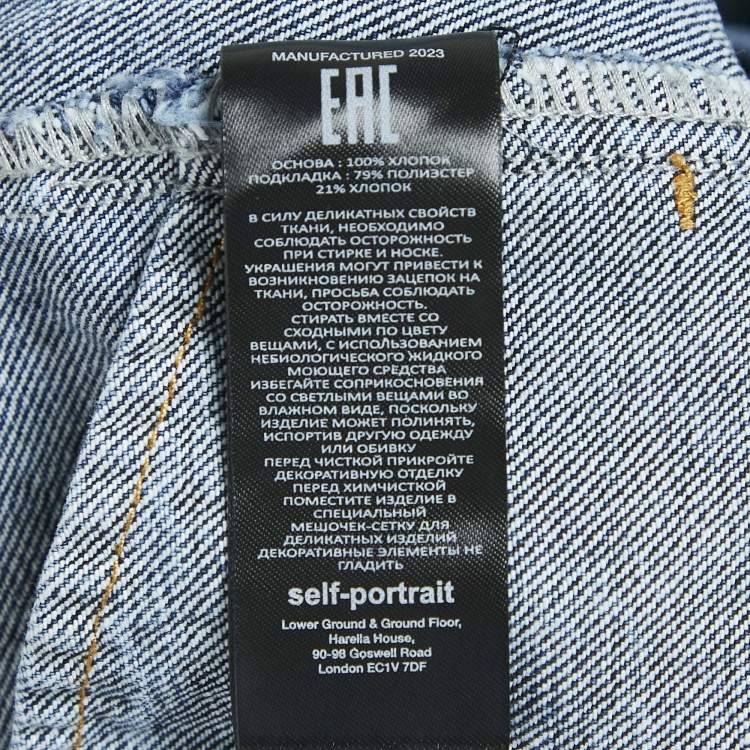 MANUFACTURED 2023
EAC
ОСНОВА : 100% ХЛОПОК
ПОДКЛАДКА : 79% ПОЛИЭСТЕР
21% ХЛОПОК
В СИЛУ ДЕЛИКАТНЫХ СВОЙСТВ
ТКАНИ, НЕОБХОДИМО
СОБЛЮДАТЬ ОСТОРОЖНОСТЬ
ПРИ СТИРКЕ И НОСКЕ.
УКРАШЕНИЯ МОГУТ ПРИВЕСТИ К
ВОЗНИКНОВЕНИЮ ЗАЦЕПОК НА
ТКАНИ, ПРОСЬБА СОБЛЮДАТЬ
ОСТОРОЖНОСТЬ.
СТИРАТЬ ВМЕСТЕ СО
СХОДНЫМИ ПО ЦВЕТУ
ВЕЩАМИ, С ИСПОЛЬЗОВАНИЕМ
НЕБИОЛОГИЧЕСКОГО ЖИДКОГО
МОЮЩЕГО СРЕДСТВА
ИЗБЕГАЙТЕ СОПРИКОСНОВЕНИЯ
СО СВЕТЛЫМИ ВЕЩАМИ ВО
ВЛАЖНОМ ВИДЕ, ПОСКОЛЬКУ
ИЗДЕЛИЕ МОЖЕТ ПОЛИНЯТЬ,
ИСПОРТИВ ДРУГУЮ ОДЕЖДУ
ИЛИ ОБИВКУ
ПЕРЕД ЧИСТКОЙ ПРИКРОЙТЕ
ДЕКОРАТИВНУЮ ОТДЕЛКУ
ПЕРЕД ХИМЧИСТКОЙ
ПОМЕСТИТЕ ИЗДЕЛИЕ В
СПЕЦИАЛЬНЫЙ
МЕШОЧЕК-СЕТКУ ДЛЯ
ДЕЛИКАТНЫХ ИЗДЕЛИЙ
ДЕКОРАТИВНЫЕ ЭЛЕМЕНТЫ НЕ
ГЛАДИТЬ
self-portrait
Lower Ground & Ground Floor,
Harella House,
90-98 Goswell Road
London EC1V 7DF